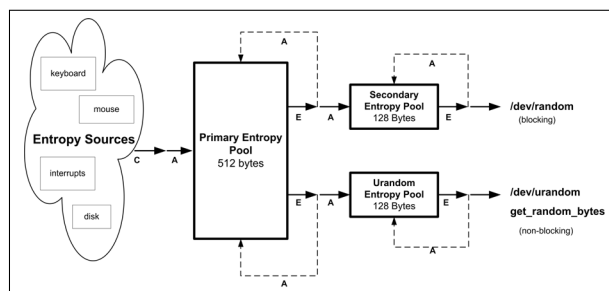 keyboard
mouse
Entropy Sources
interrupts
disk
C
A
Primary Entropy
Pool
512 bytes
A
E
A
Secondary
Entropy Pool
128 Bytes
A
E
/dev/random
(blocking)
E
A
A
Urandom
Entropy Pool
128 Bytes
E
A
/dev/urandom
get_random_bytes
(non-blocking)